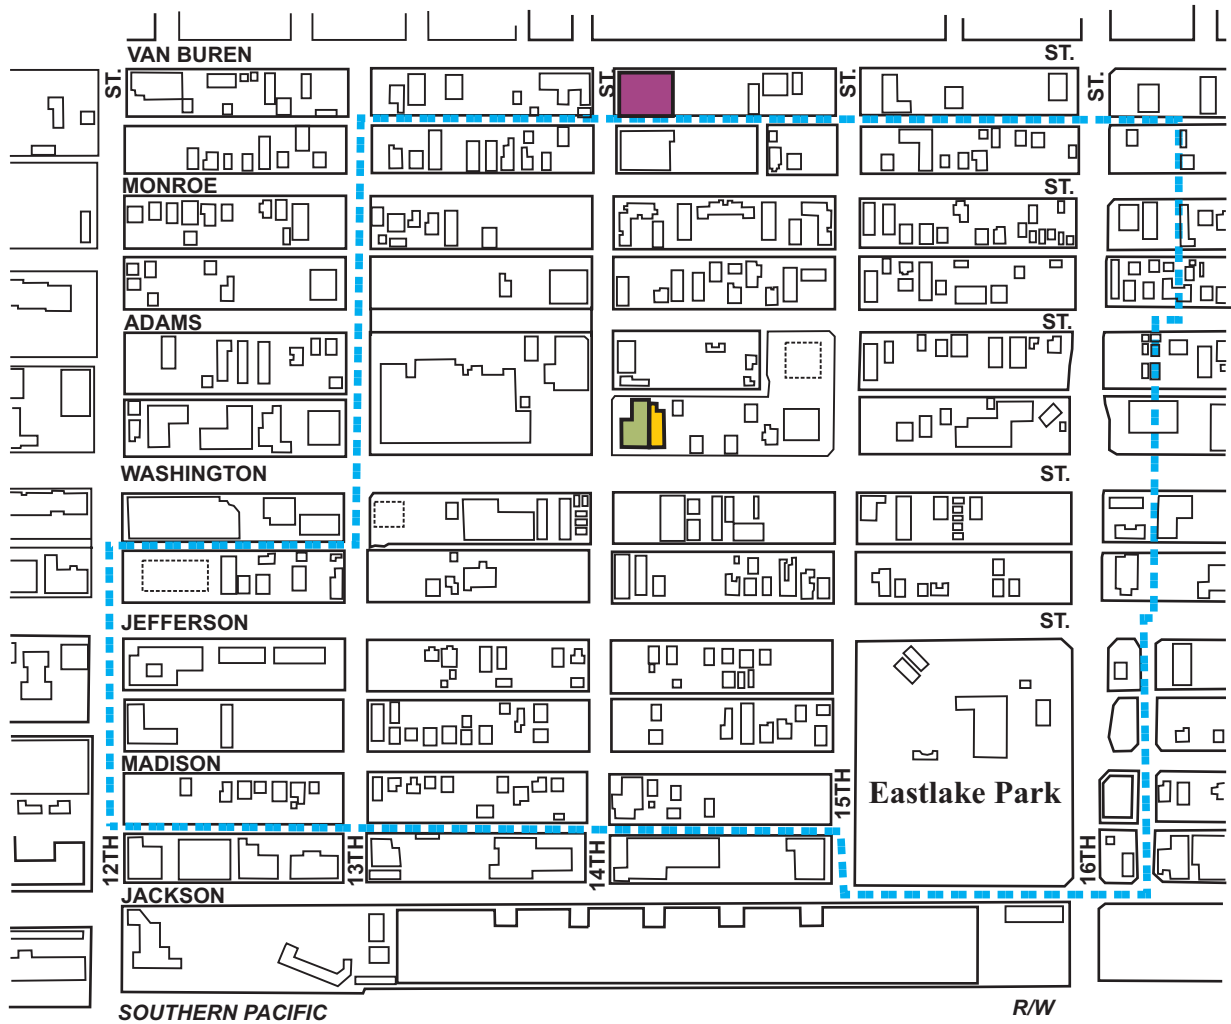 VAN BUREN ST.
ST. ST. ST. ST.
MONROE ST.
ADAMS ST.
WASHINGTON ST.
JEFFERSON ST.
MADISON
Eastlake Park
12TH 13TH 14TH 15TH 16TH
JACKSON
SOUTHERN PACIFIC R/W